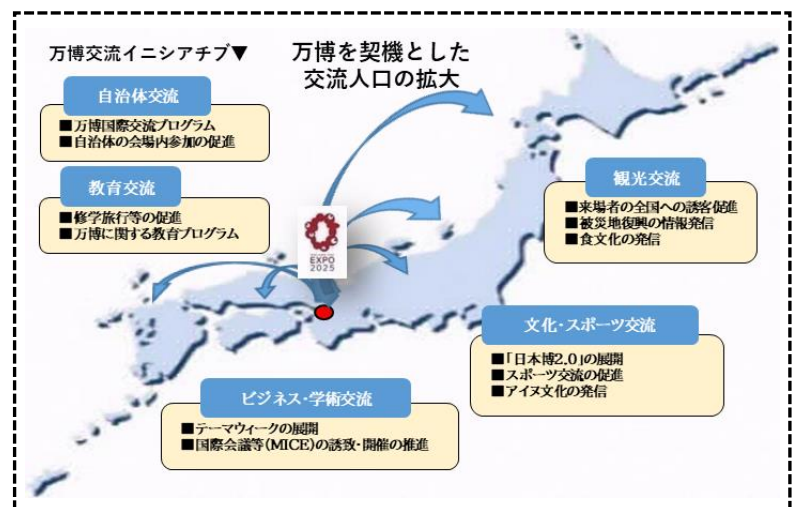 万博交流イニシアチブ▼
万博を契機とした
交流人口の拡大
自治体交流
■万博国際交流プログラム
■自治体の会場内参加の促進
教育交流
■修学旅行等の促進
■万博に関する教育プログラム
EXPO
2025
観光交流
■来場者の全国への誘客促進
■被災地復興の情報発信
■食文化の発信
文化・スポーツ交流
■「日本博2.0」の展開
■スポーツ交流の促進
■アイヌ文化の発信
ビジネス・学術交流
■テーマウィークの展開
■国際会議等(MICE)の誘致・開催の推進